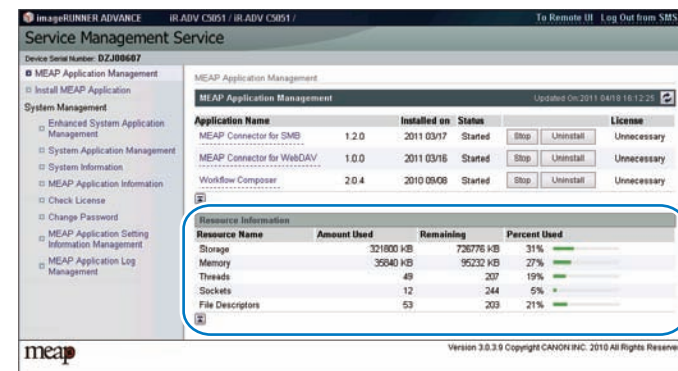 imageRUNNER ADVANCE iR-ADV C5051 / iR-ADV C5051 / To Remote UI Log Out from SMS
Service Management Service
Device Serial Number: DZJ00607
MEAP Application Management
Install MEAP Application
System Management
Enhanced System Application
Management
System Application Management
System Information
MEAP Application Information
Check License
Change Password
MEAP Application Setting
Information Management
MEAP Application Log
Management
MEAP Application Management
MEAP Application Management Updated On:2011 04/19 16:12:25
Application Name Installed on Status License
MEAP Connector for SMB 1.2.0 2011 03/17 Started Stop Uninstall Unnecessary
MEAP Connector for WebDAV 1.0.0 2011 03/16 Started Stop Uninstall Unnecessary
Workflow Composer 2.0.4 2010 09/08 Started Stop Uninstall Unnecessary
Resource Information
Resource Name Amount Used Remaining Percent Used
Storage 321800 kB 726776 kB 31%
Memory 35840 kB 95232 kB 27%
Threads 49 207 19%
Sockets 12 244 5%
File Descriptors 53 203 21%
meap Version 3.0.3.9 Copyright CANON INC. 2010 All Rights Reserve